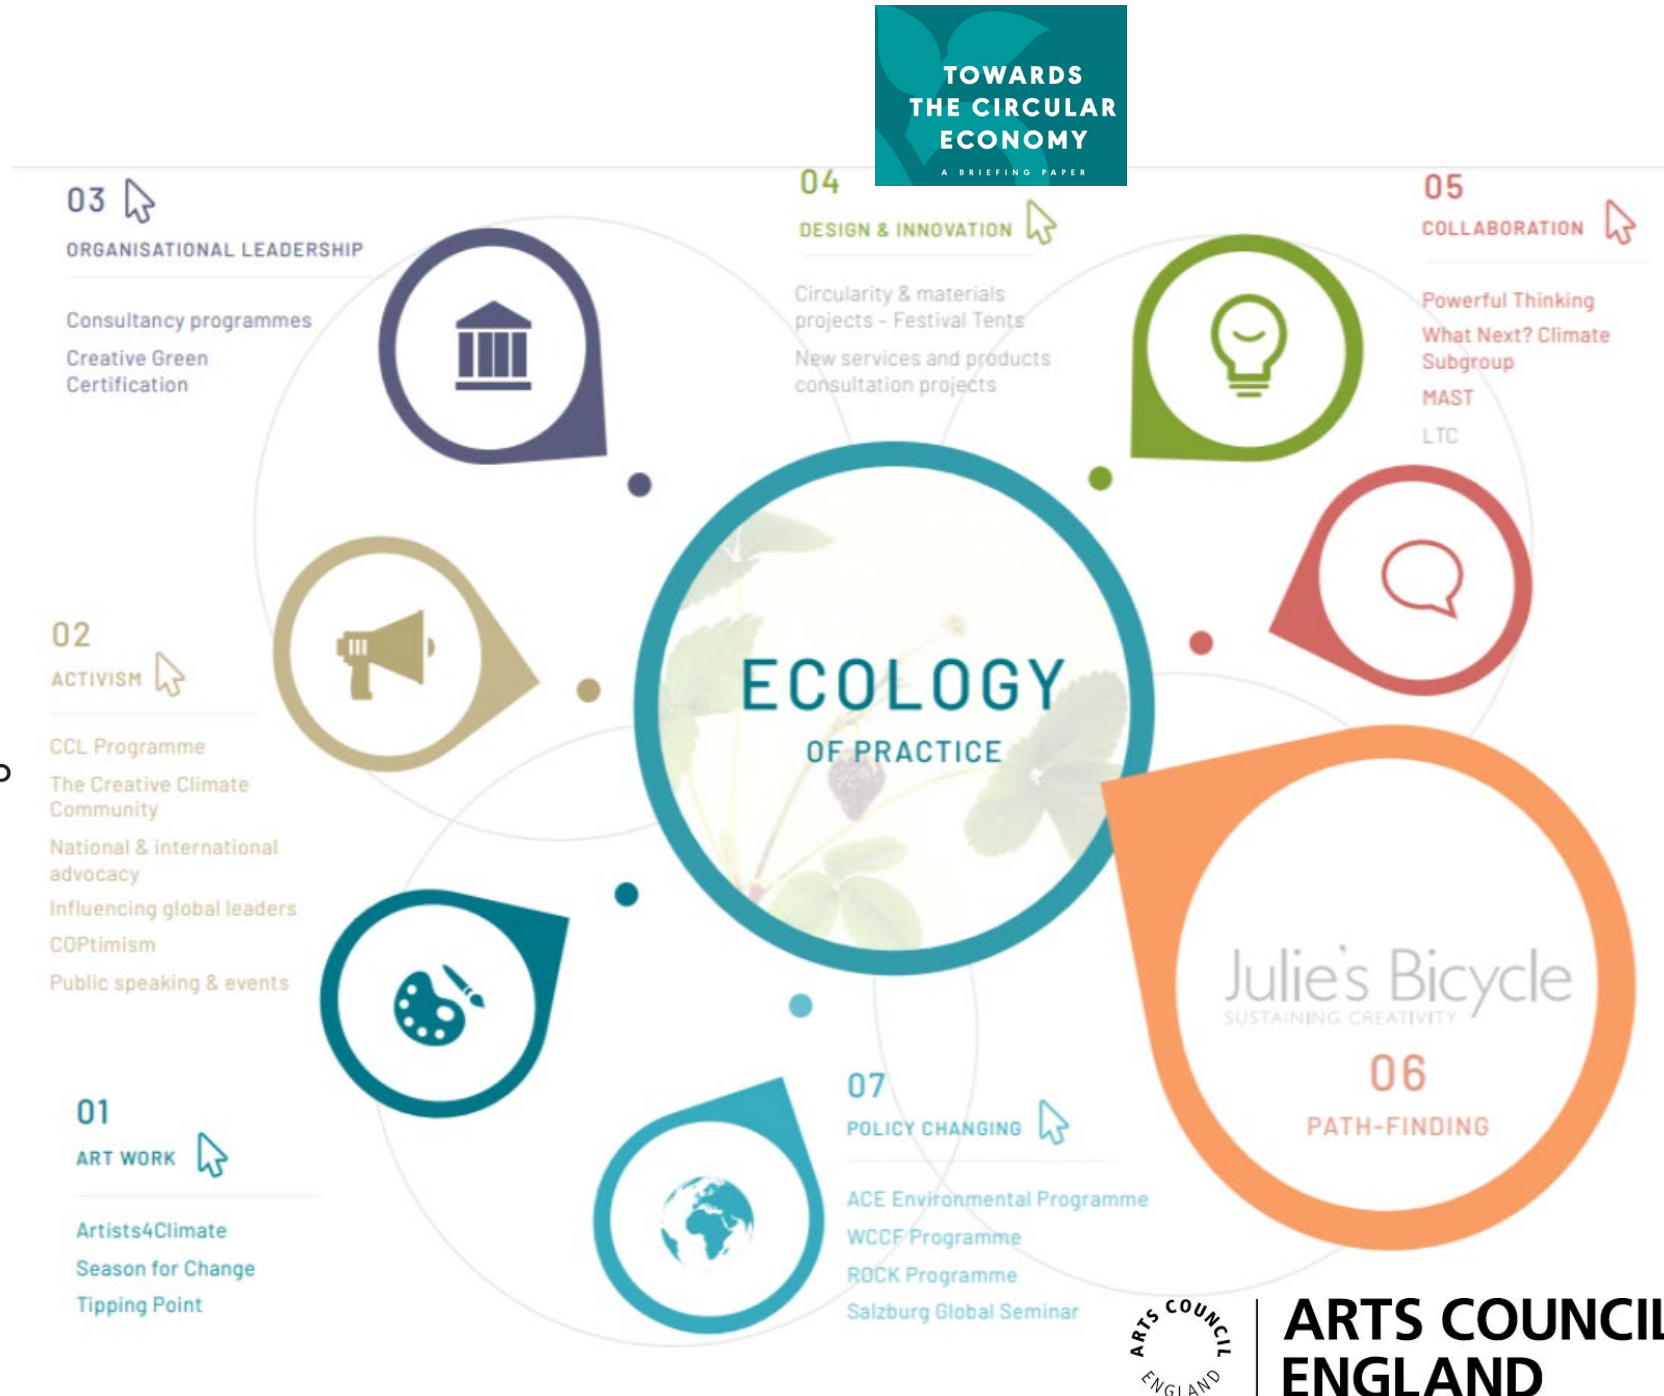 TOWARDS
THE CIRCULAR
ECONOMY
A BRIEFING PAPER
03
ORGANISATIONAL LEADERSHIP
Consultancy programmes
Creative Green
Certification
04
DESIGN & INNOVATION
Circularity & materials
projects - Festival Tents
New services and products
consultation projects
05
COLLABORATION
Powerful Thinking
What Next? Climate
Subgroup
MAST
LTC
02
ACTIVISM
CCL Programme
The Creative Climate
Community
National & international
advocacy
Influencing global leaders
COPtimism
Public speaking & events
ECOLOGY
OF PRACTICE
Julie's Bicycle
SUSTAINING CREATIVITY
06
PATH-FINDING
01
ART WORK
Artists4Climate
Season for Change
Tipping Point
07
POLICY CHANGING
ACE Environmental Programme
WCCF Programme
ROCK Programme
Salzburg Global Seminar
ARTS COUNCIL
ENGLAND
ARTS COUNCIL
ENGLAND